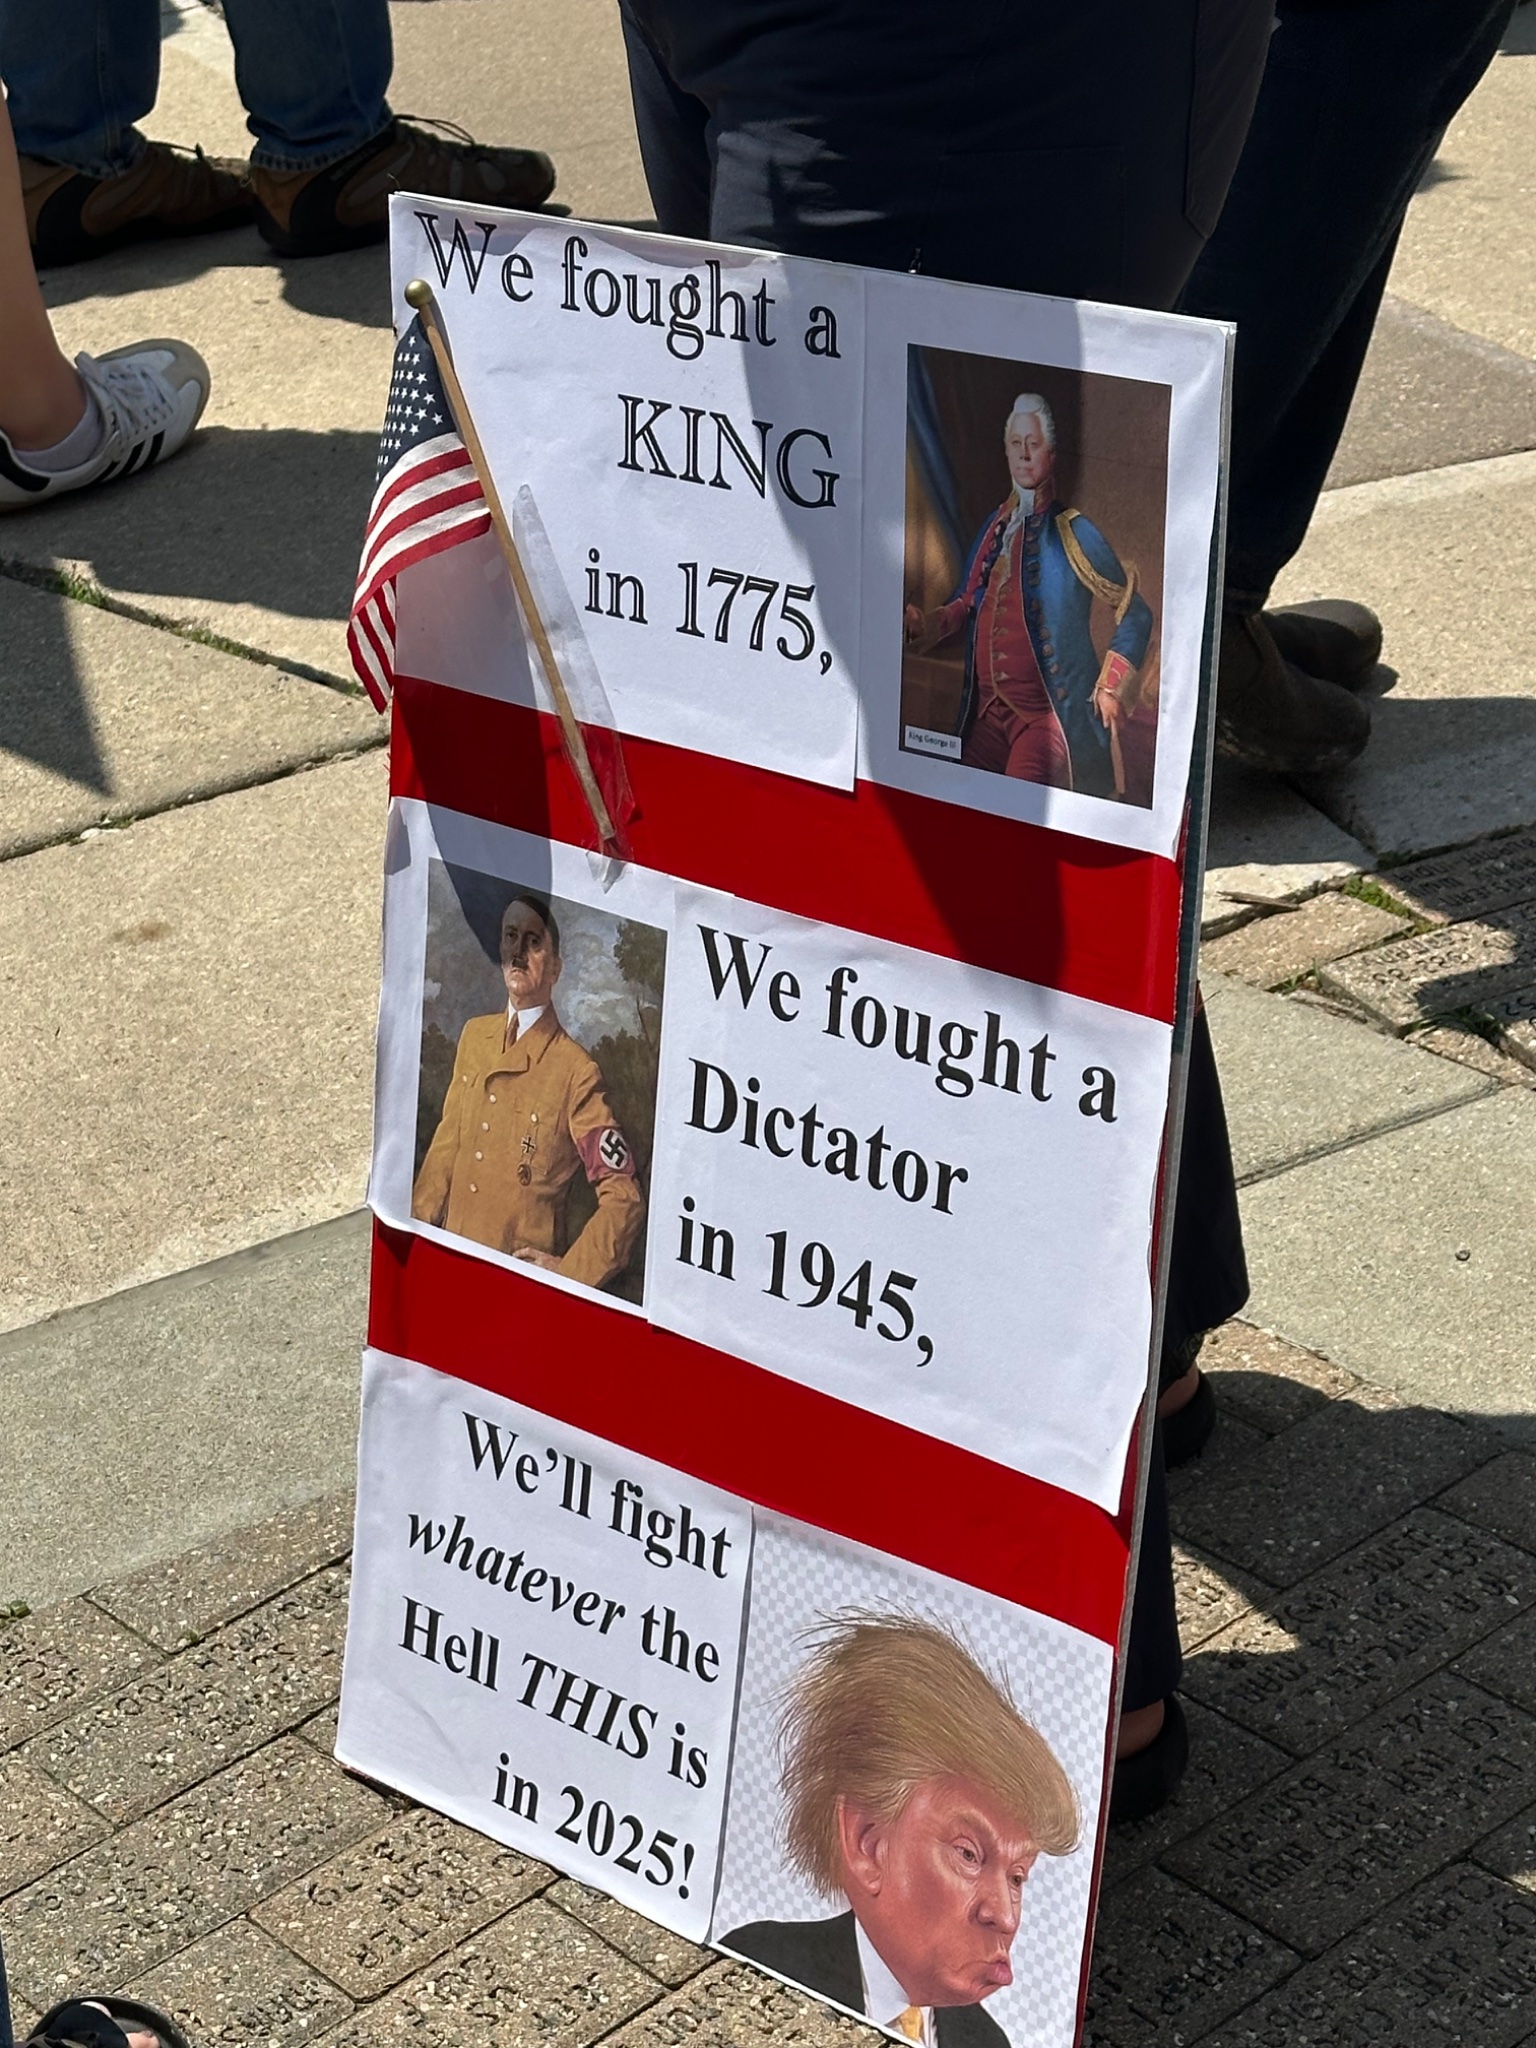 We fought a
KING
in 1775,
King George III
We fought a
Dictator
in 1945,
We'll fight
whatever the
Hell THIS is
in 2025!